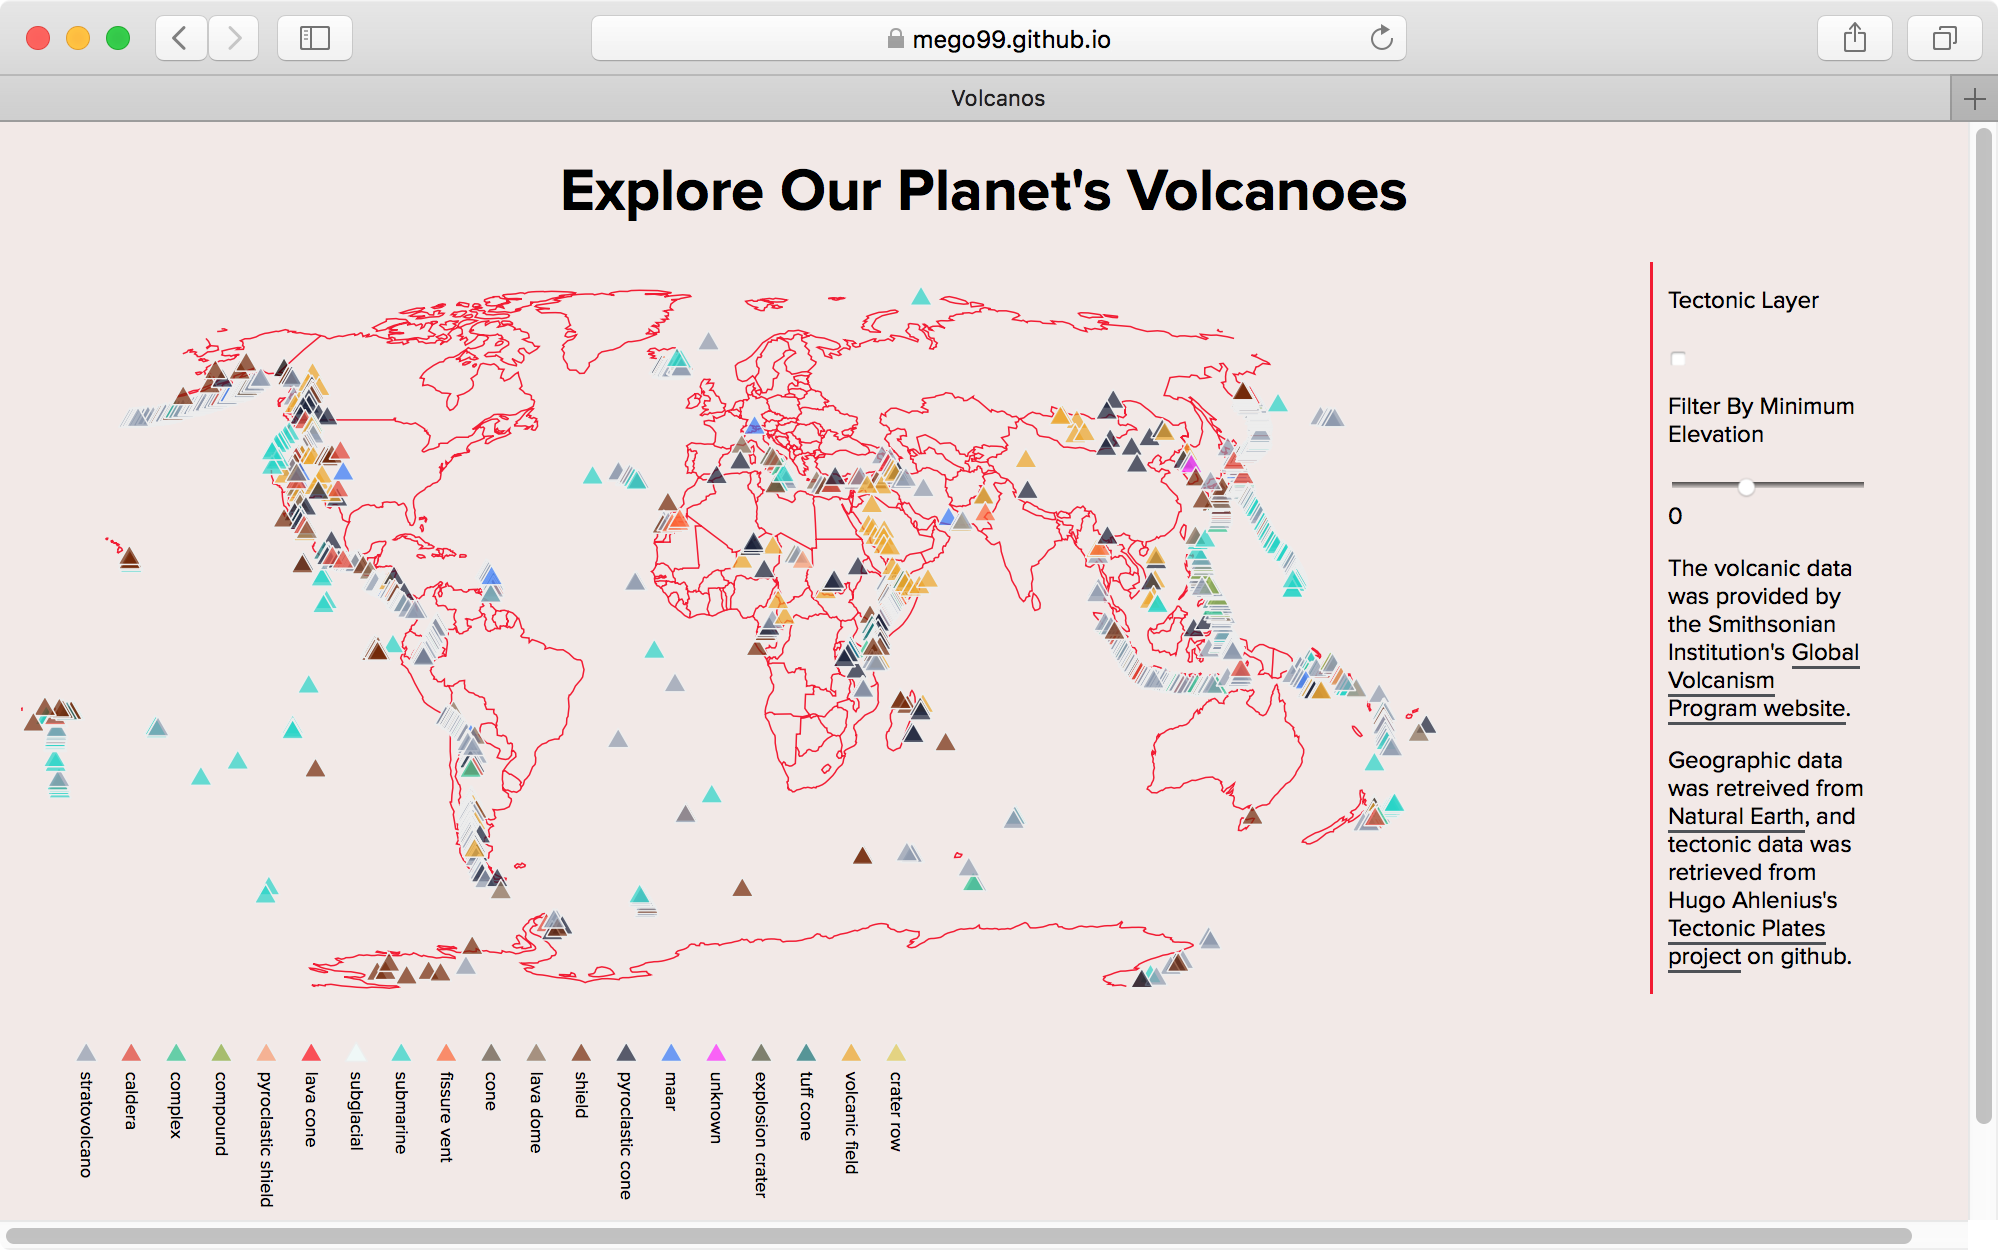 mego99.github.io
Volcanos
Explore Our Planet's Volcanoes
Tectonic Layer
Filter By Minimum
Elevation
0
The volcanic data
was provided by
the Smithsonian
Institution's Global
Volcanism
Program website.
Geographic data
was retreived from
Natural Earth, and
tectonic data was
retrieved from
Hugo Ahlenius's
Tectonic Plates
project on github.
stratovolcano
caldera
complex
compound
pyroclastic shield
lava cone
subglacial
submarine
fissure vent
cone
lava dome
shield
pyroclastic cone
maar
unknown
explosion crater
tuff cone
volcanic field
crater row